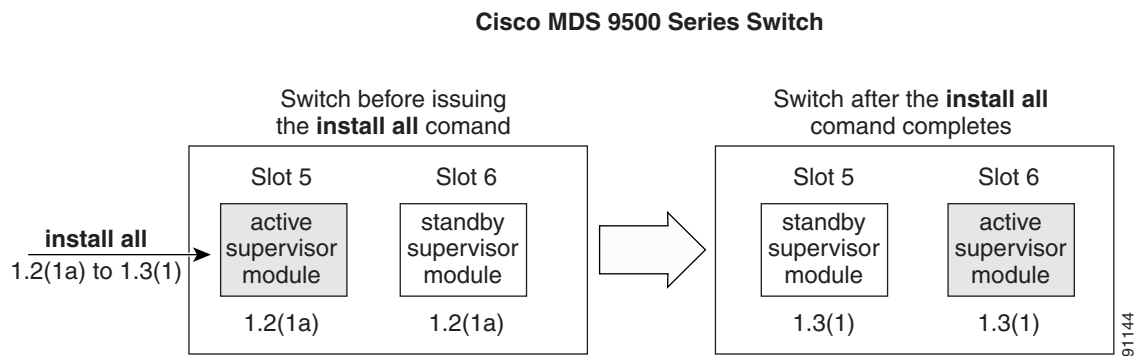 Cisco MDS 9500 Series Switch
Switch before issuing
the install all comand
Switch after the install all
comand completes
Slot 5
Slot 6
Slot 5
Slot 6
install all
1.2(1a) to 1.3(1)
active
supervisor
module
standby
supervisor
module
standby
supervisor
module
active
supervisor
module
1.2(1a)
1.2(1a)
1.3(1)
1.3(1)
91144